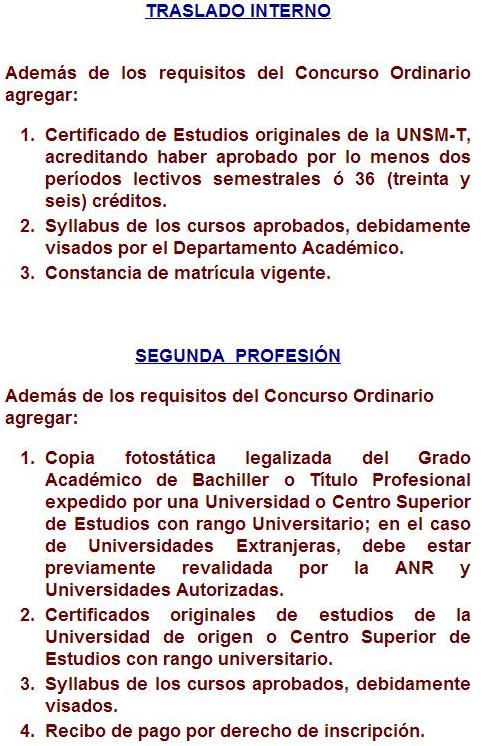 TRASLADO INTERNO
Además de los requisitos del Concurso Ordinario
agregar:
1. Certificado de Estudios originales de la UNSM-T,
acreditando haber aprobado por lo menos dos
períodos lectivos semestrales ó 36 (treinta y
seis) créditos.
2. Syllabus de los cursos aprobados, debidamente
visados por el Departamento Académico.
3. Constancia de matrícula vigente.
SEGUNDA PROFESIÓN
Además de los requisitos del Concurso Ordinario
agregar:
1. Copia fotostática legalizada del Grado
Académico de Bachiller o Título Profesional
expedido por una Universidad o Centro Superior
de Estudios con rango Universitario; en el caso
de Universidades Extranjeras, debe estar
previamente revalidada por la ANR y
Universidades Autorizadas.
2. Certificados originales de estudios de la
Universidad de origen o Centro Superior de
Estudios con rango universitario.
3. Syllabus de los cursos aprobados, debidamente
visados.
4. Recibo de pago por derecho de inscripción.